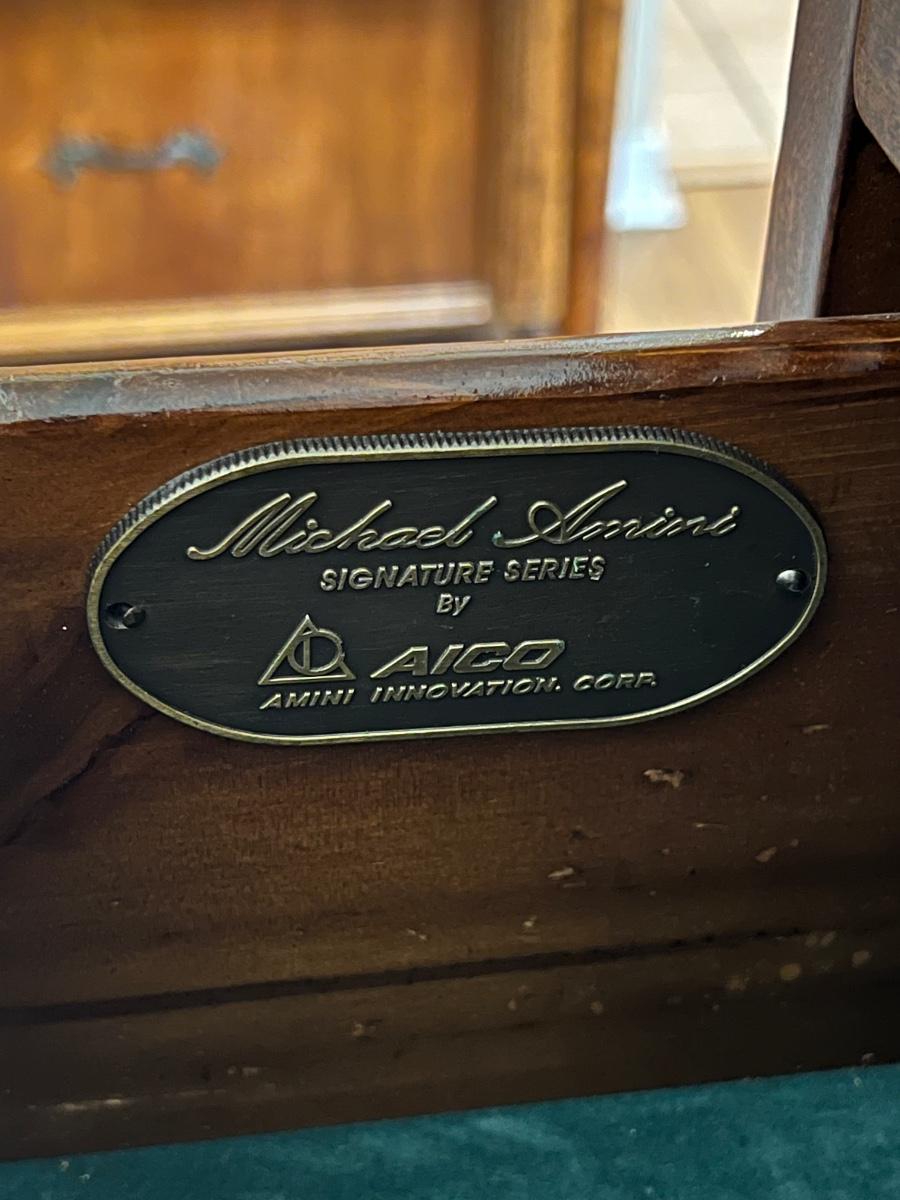 Michael Amini
SIGNATURE SERIES
By
AICO
AMINI INNOVATION. CORP.